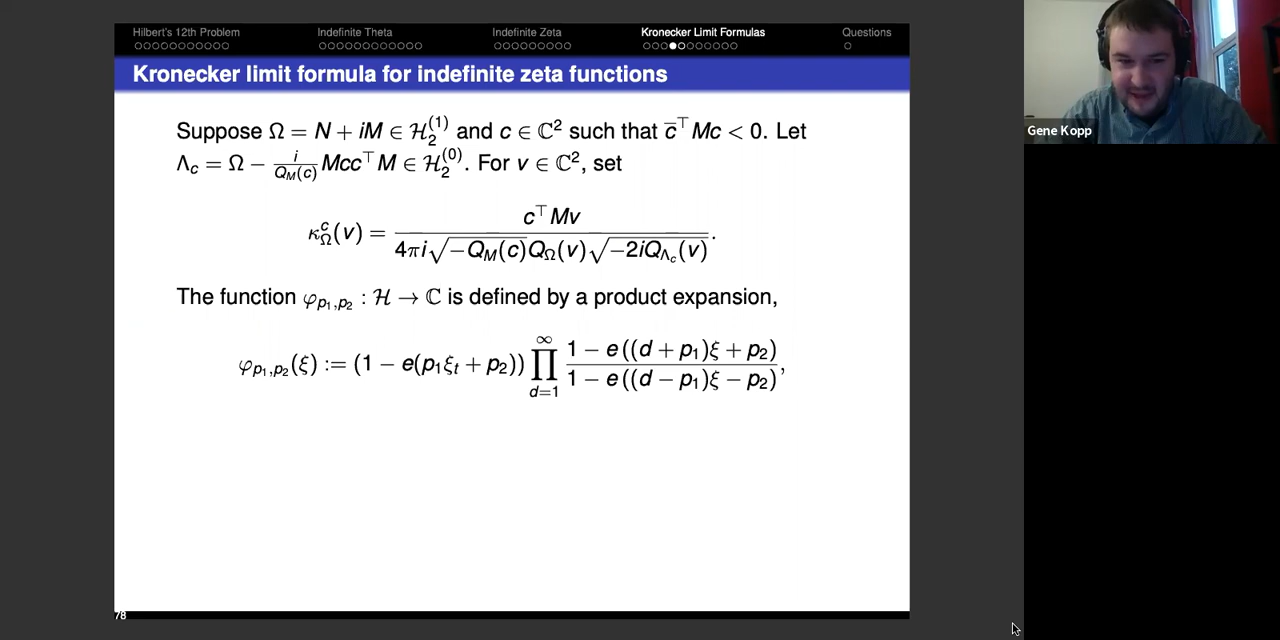 Hilbert's 12th Problem Indefinite Theta Indefinite Zeta Kronecker Limit Formulas Questions
Kronecker limit formula for indefinite zeta functions
Suppose Ω = N + iM ∈ ℋ₂⁽¹⁾ and c ∈ ℂ² such that c̅ᵀMc < 0. Let
Λ_c = Ω − i/Q_M(c) Mccᵀ M ∈ ℋ₂⁽⁰⁾. For v ∈ ℂ², set
κ_Ω^c(v) = cᵀMv / (4πi√(−Q_M(c)) Q_Ω(v) √(−2iQ_{Λ_c}(v))).
The function φ_{p₁,p₂} : ℋ → ℂ is defined by a product expansion,
φ_{p₁,p₂}(ξ) := (1 − e(p₁ξ_t + p₂)) ∏_{d=1}^{∞} (1 − e((d + p₁)ξ + p₂)) / (1 − e((d − p₁)ξ − p₂)),
78
Gene Kopp